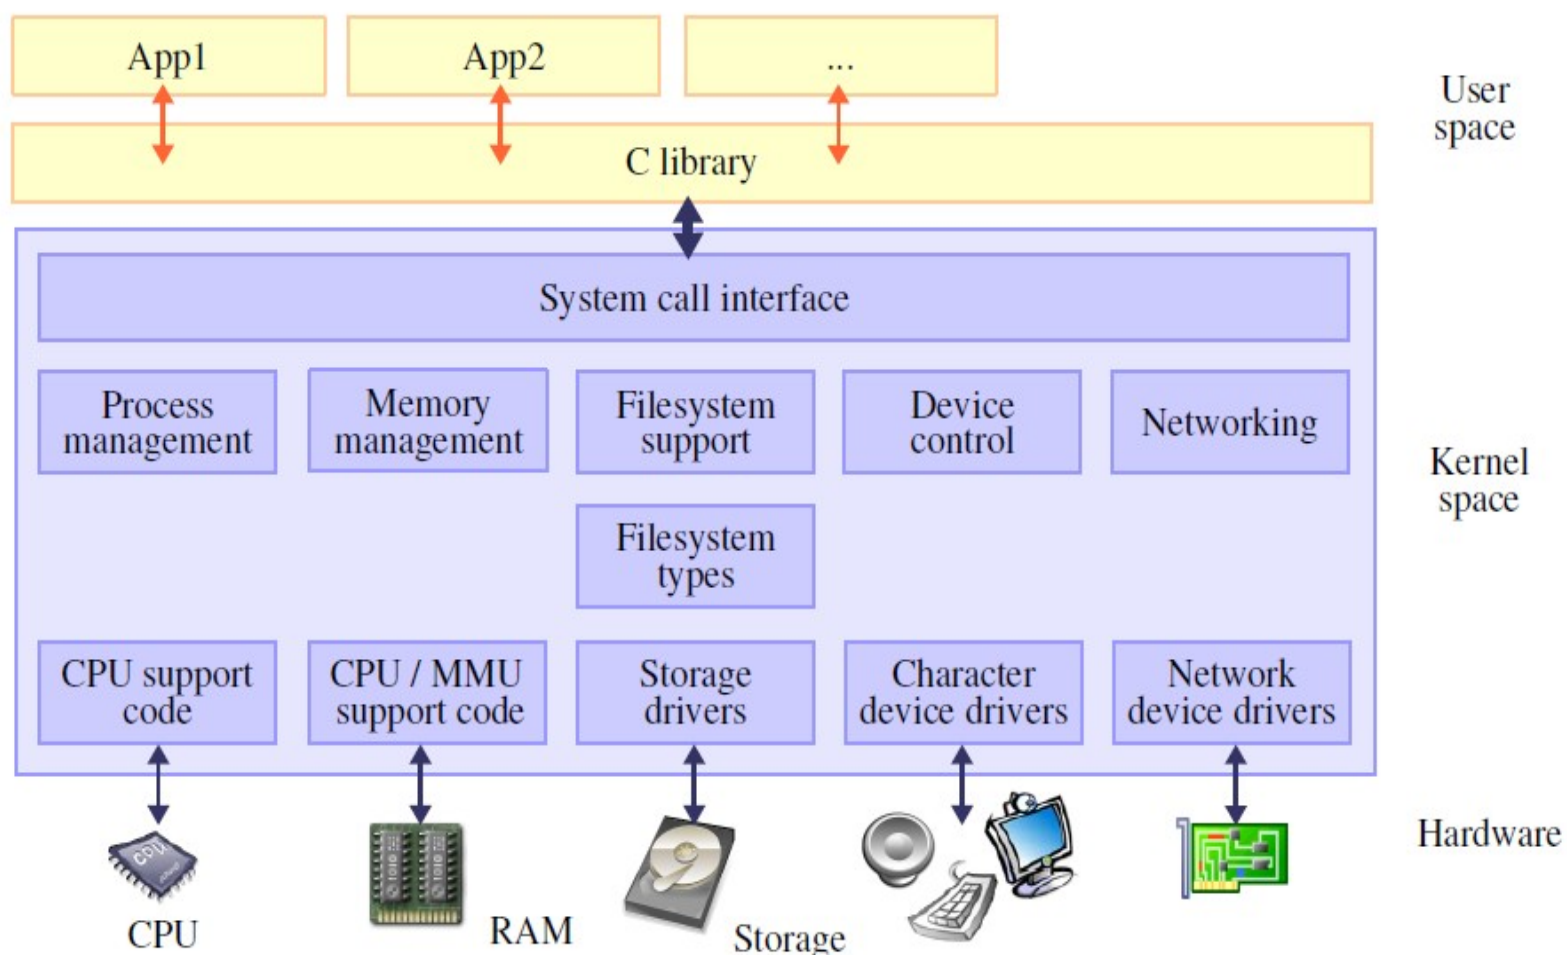 App1
App2
...
User
space
C library
System call interface
Process
management
Memory
management
Filesystem
support
Device
control
Networking
Kernel
space
Filesystem
types
CPU support
code
CPU / MMU
support code
Storage
drivers
Character
device drivers
Network
device drivers
Hardware
CPU
CPU
RAM
Storage